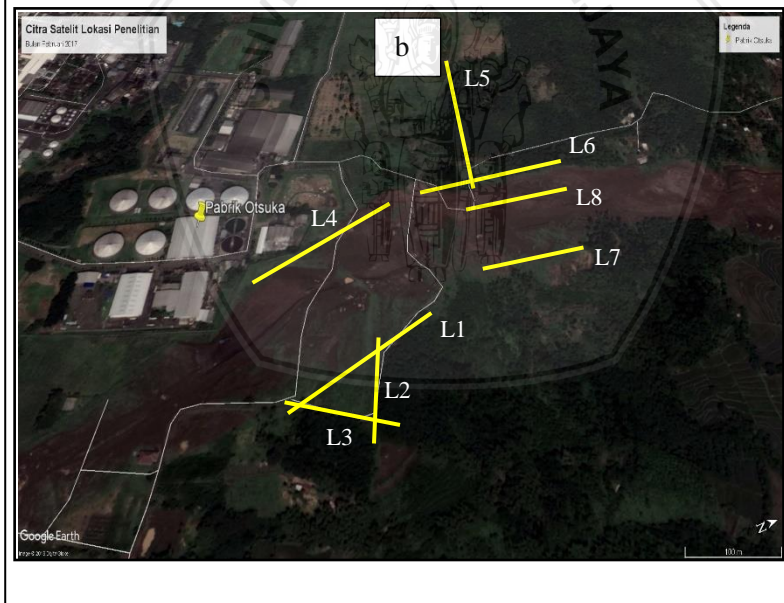 Citra Satelit Lokasi Penelitian
Bulan Februari 2017
b
Legenda
Pabrik Otsuka
L5
L6
L8
L4
Pabrik Otsuka
L7
L1
L2
L3
Google Earth
N
100 m
JAYA